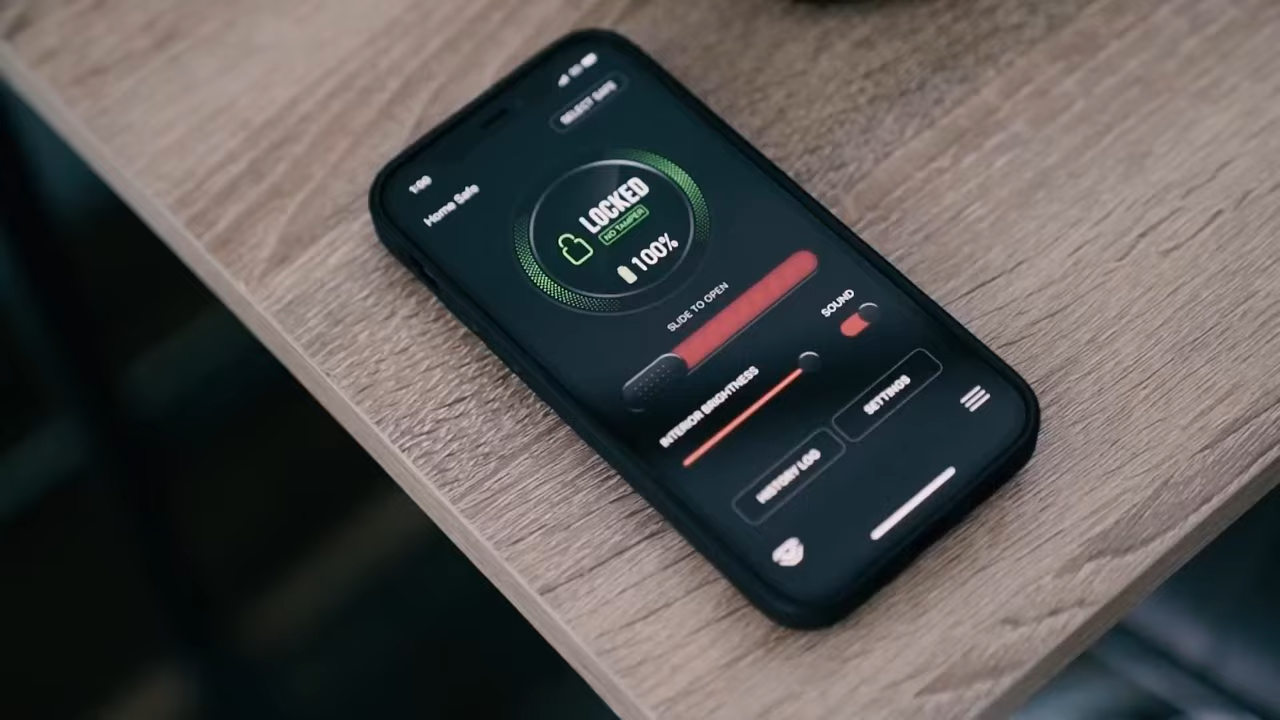 1:00
Home Safe
SELECT SAFE
LOCKED
NO TAMPER
100%
SLIDE TO OPEN
INTERIOR BRIGHTNESS
SOUND
HISTORY LOG
SETTINGS